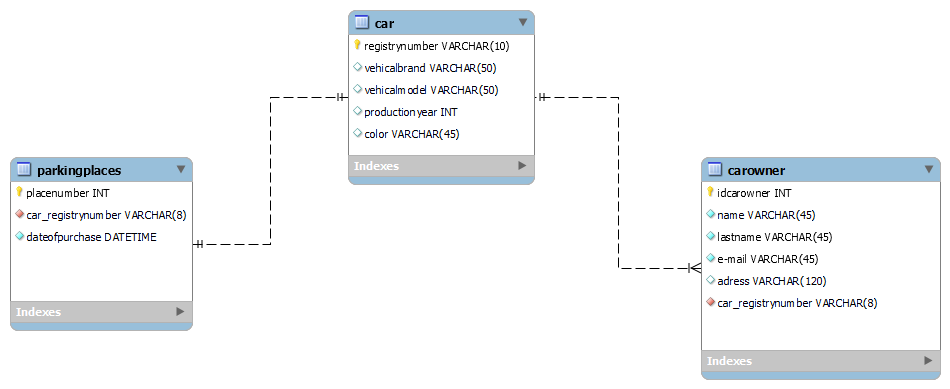 car
registrynumber VARCHAR(10)
vehicalbrand VARCHAR(50)
vehicalmodel VARCHAR(50)
productionyear INT
color VARCHAR(45)
Indexes
parkingplaces
placenumber INT
car_registrynumber VARCHAR(8)
dateofpurchase DATETIME
Indexes
carowner
idcarowner INT
name VARCHAR(45)
lastname VARCHAR(45)
e-mail VARCHAR(45)
adress VARCHAR(120)
car_registrynumber VARCHAR(8)
Indexes